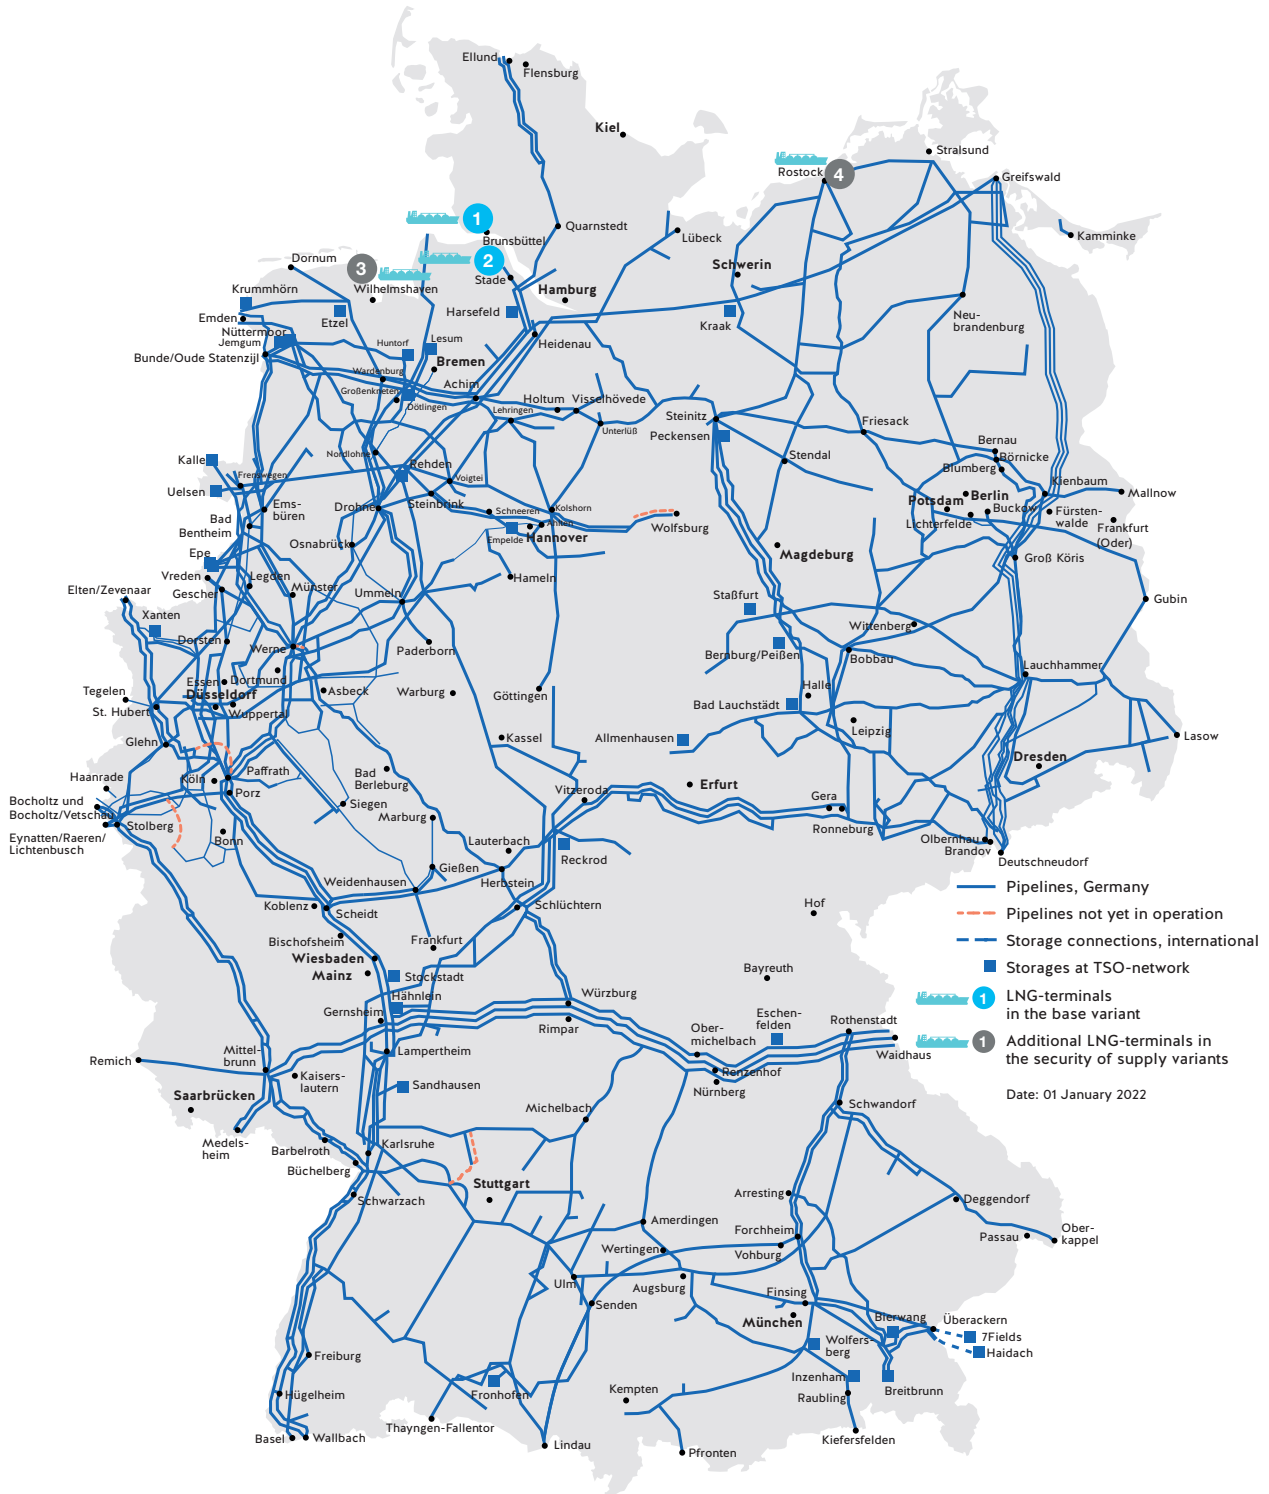 Ellund
Flensburg
Kiel
Stralsund
Rostock
4
Greifswald
1
Brunsbüttel
Quarnstedt
Lübeck
Kamminke
Dornum
3
2
Stade
Schwerin
Wilhelmshaven
Krummhörn
Hamburg
Emden
Etzel
Harsefeld
Kraak
Neu-
brandenburg
Nüttermoor
Jemgum
Huntorf
Lesum
Heidenau
Bunde/Oude Statenzijl
Bremen
Wardenburg
Achim
Großenkneten
Dötlingen
Holtum
Visselhövede
Lehringen
Unterlüß
Steinitz
Peckensen
Friesack
Bernau
Börnicke
Blumberg
Nordlohne
Kalle
Rehden
Stendal
Frenswegen
Voigtei
Kienbaum
Uelsen
Steinbrink
Mallnow
Ems-
büren
Drohne
Schneeren
Kolshorn
Potsdam
Berlin
Buckow
Fürsten-
walde
Lichterfelde
Frankfurt
(Oder)
Bad
Bentheim
Ahlten
Empelde
Hannover
Wolfsburg
Osnabrück
Magdeburg
Groß Köris
Epe
Vreden
Legden
Gescher
Münster
Ummeln
Hameln
Elten/Zevenaar
Xanten
Staßfurt
Gubin
Wittenberg
Dorsten
Werne
Paderborn
Bernburg/Peißen
Bobbau
Lauchhammer
Essen
Dortmund
Tegelen
Düsseldorf
Asbeck
Warburg
Göttingen
Halle
St. Hubert
Wuppertal
Bad Lauchstädt
Leipzig
Glehn
Kassel
Allmenhausen
Lasow
Dresden
Haanrade
Köln
Paffrath
Bad
Berleburg
Vitzeroda
Erfurt
Porz
Bocholtz und
Bocholtz/Vetschau
Siegen
Gera
Stolberg
Marburg
Ronneburg
Eynatten/Raeren/
Lichtenbusch
Bonn
Lauterbach
Olbernhau
Brandov
Reckrod
Deutschneudorf
Gießen
Weidenhausen
Herbstein
Pipelines, Germany
Koblenz
Scheidt
Schlüchtern
Hof
Pipelines not yet in operation
Bischofsheim
Frankfurt
Storage connections, international
Wiesbaden
Mainz
Stockstadt
Bayreuth
Storages at TSO-network
Hähnlein
Würzburg
1
LNG-terminals
in the base variant
Gernsheim
Rimpar
Eschen-
felden
Rothenstadt
Ober-
michelbach
Waidhaus
1
Additional LNG-terminals in
the security of supply variants
Mittel-
brunn
Lampertheim
Remich
Kaisers-
lautern
Sandhausen
Renzenhof
Nürnberg
Date: 01 January 2022
Saarbrücken
Michelbach
Schwandorf
Medels-
heim
Barbelroth
Karlsruhe
Büchelberg
Stuttgart
Arresting
Deggendorf
Schwarzach
Amerdingen
Forchheim
Passau
Ober-
kappel
Wertingen
Vohburg
Ulm
Augsburg
Finsing
Senden
München
Bierwang
Überackern
7Fields
Haidach
Wolfers-
berg
Freiburg
Inzenham
Breitbrunn
Hügelheim
Fronhofen
Kempten
Raubling
Thayngen-Fallentor
Basel
Wallbach
Lindau
Pfronten
Kiefersfelden